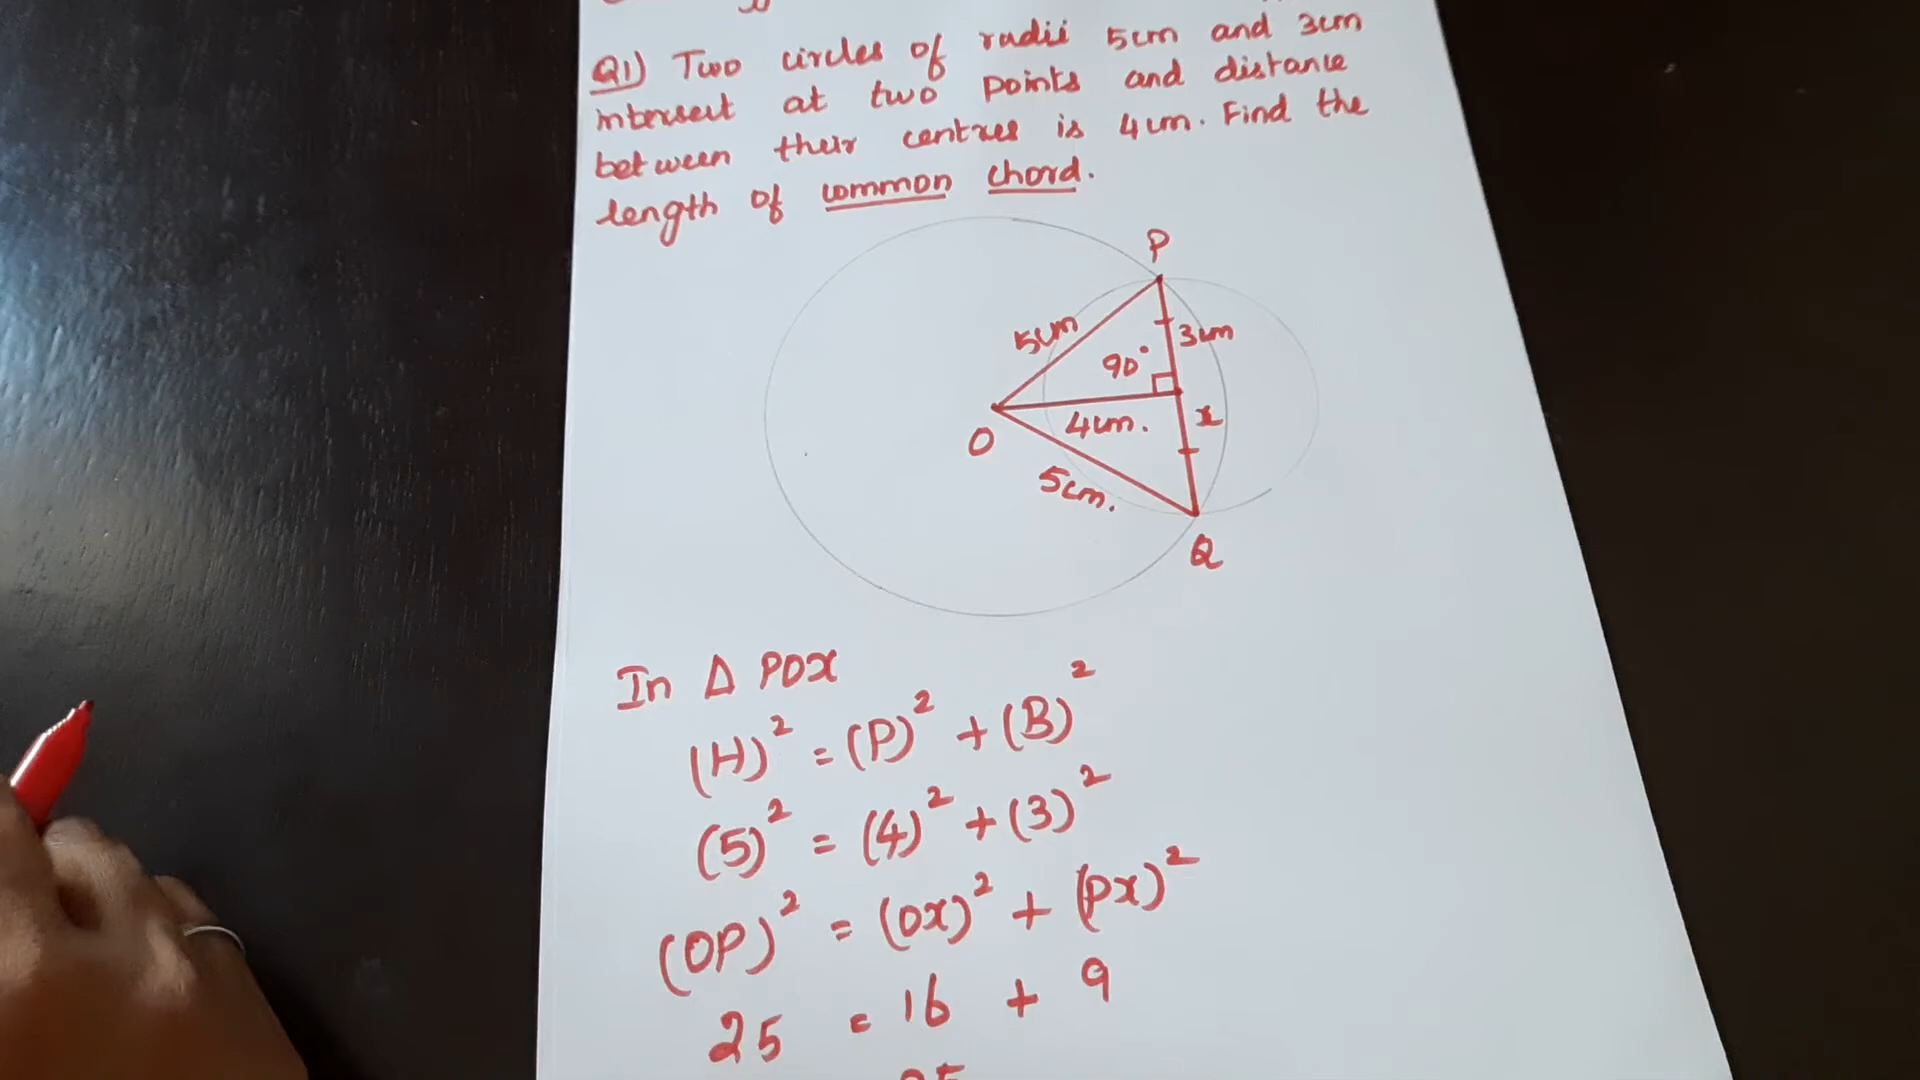 Q1) Two circles of radii 5cm and 3cm
intersect at two points and distance
between their centres is 4cm. Find the
length of common chord.
P
5cm
3cm
90°
4cm.
x
O
5cm.
Q
In Δ POX
(H)² = (P)² + (B)²
(5)² = (4)² + (3)²
(OP)² = (OX)² + (PX)²
25 = 16 + 9